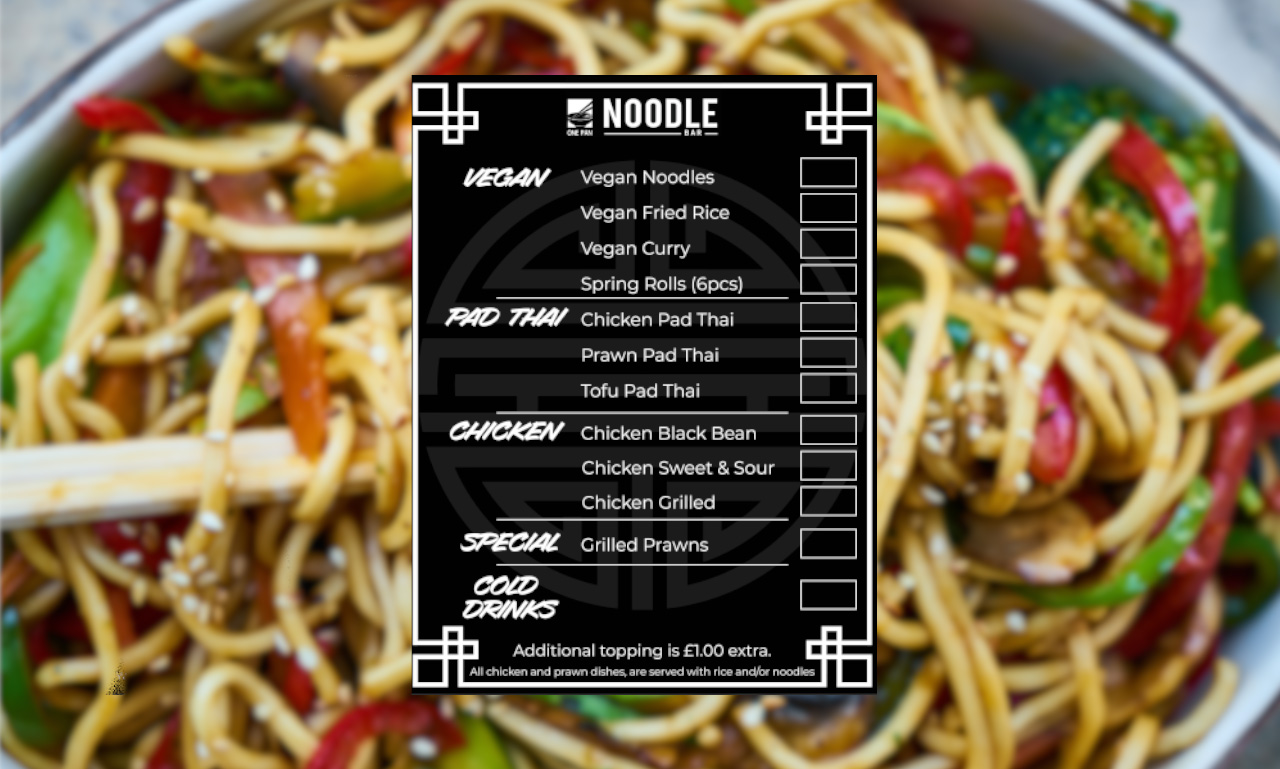 ONE PAN
NOODLE
BAR
VEGAN
Vegan Noodles
Vegan Fried Rice
Vegan Curry
Spring Rolls (6pcs)
PAD THAI
Chicken Pad Thai
Prawn Pad Thai
Tofu Pad Thai
CHICKEN
Chicken Black Bean
Chicken Sweet & Sour
Chicken Grilled
SPECIAL
Grilled Prawns
COLD
DRINKS
Additional topping is £1.00 extra.
All chicken and prawn dishes, are served with rice and/or noodles